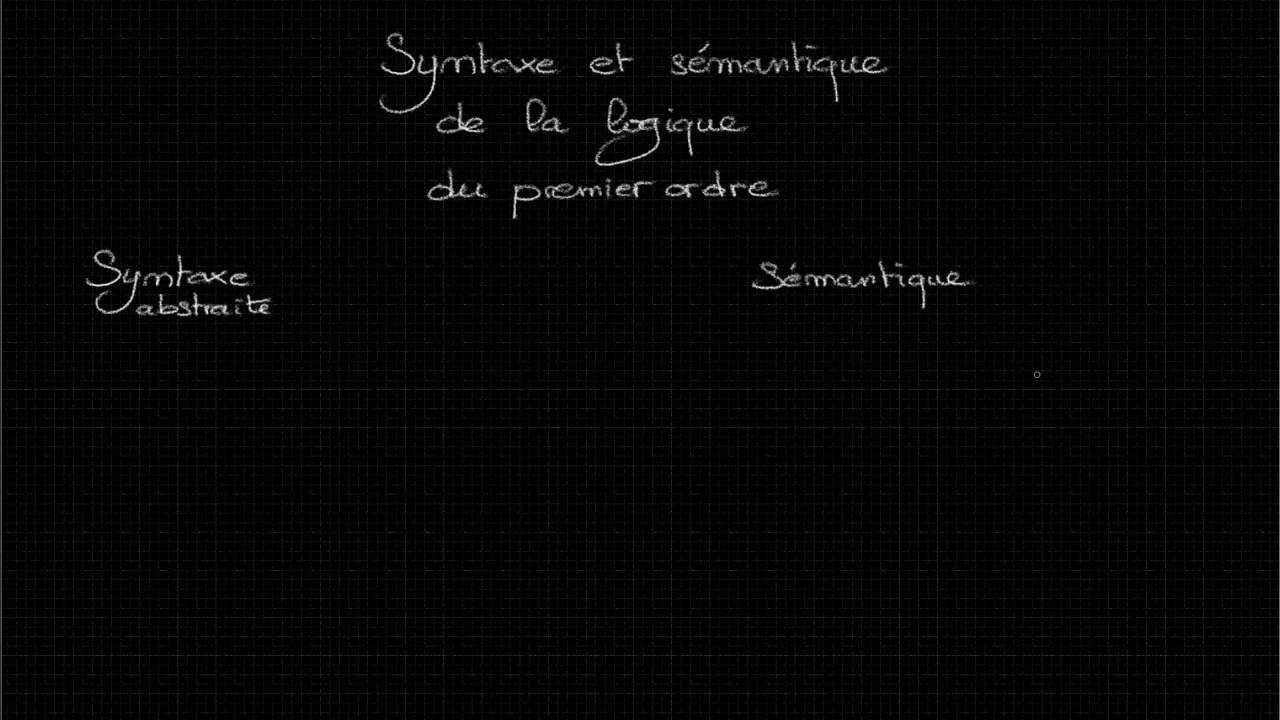 Syntaxe et sémantique
de la logique
du premier ordre
Syntaxe
abstraite
Sémantique